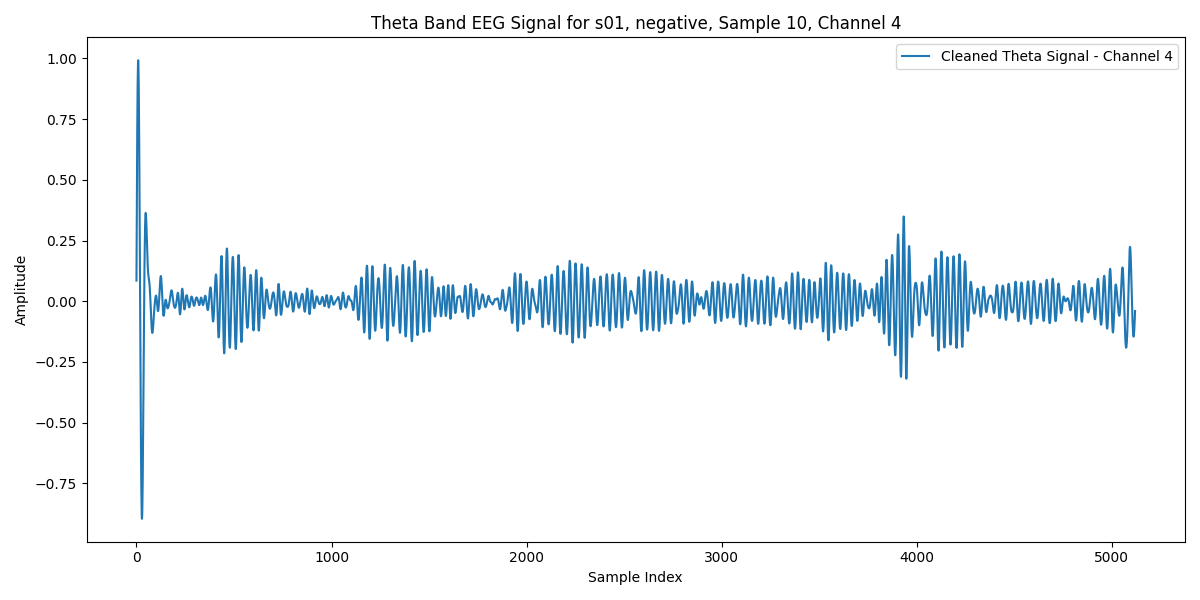 Theta Band EEG Signal for s01, negative, Sample 10, Channel 4
Cleaned Theta Signal - Channel 4
Amplitude
1.00
0.75
0.50
0.25
0.00
−0.25
−0.50
−0.75
0 1000 2000 3000 4000 5000
Sample Index